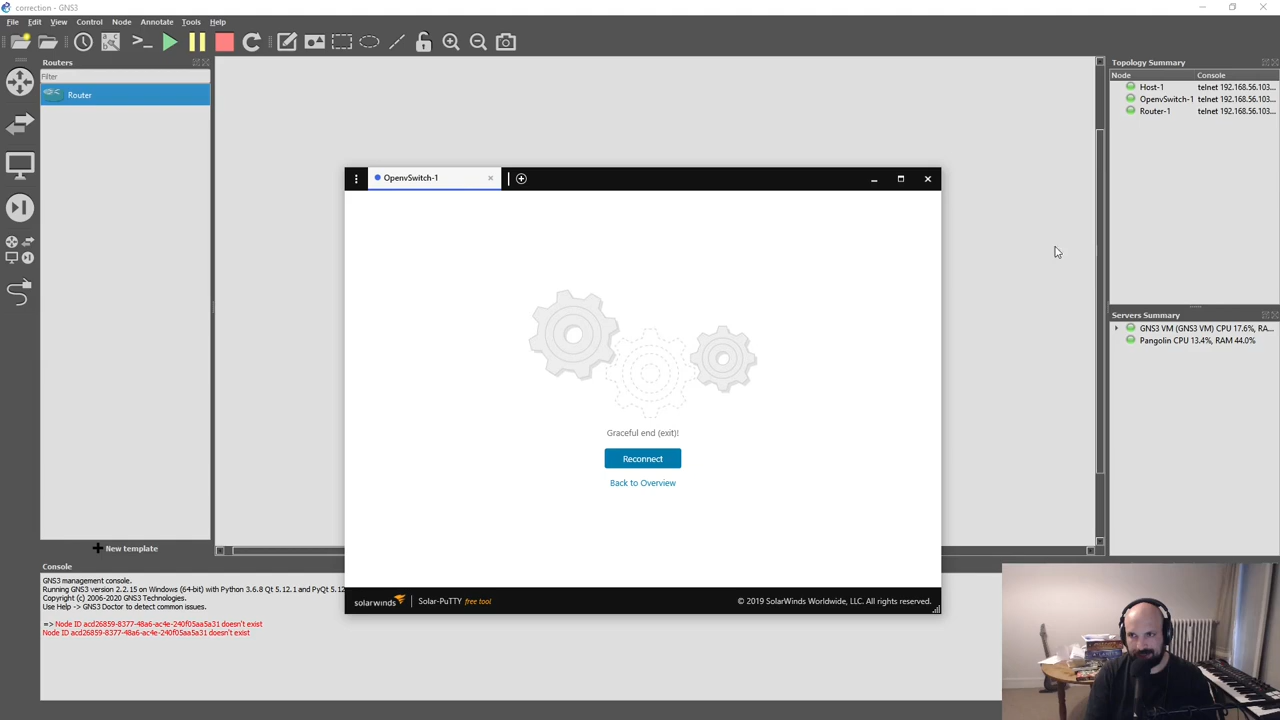 correction - GNS3
File Edit View Control Node Annotate Tools Help
Routers
Filter
Router
New template
OpenvSwitch-1
Graceful end (exit)!
Reconnect
Back to Overview
solarwinds Solar-PuTTY free tool
© 2019 SolarWinds Worldwide, LLC. All rights reserved.
Topology Summary
Node Console
Host-1 telnet 192.168.56.103...
OpenvSwitch-1 telnet 192.168.56.103...
Router-1 telnet 192.168.56.103...
Servers Summary
GNS3 VM (GNS3 VM) CPU 17.6%, RA...
Pangolin CPU 13.4%, RAM 44.0%
Console
GNS3 management console.
Running GNS3 version 2.2.15 on Windows (64-bit) with Python 3.6.8 Qt 5.12.1 and PyQt 5.12
Copyright (c) 2006-2020 GNS3 Technologies.
Use Help -> GNS3 Doctor to detect common issues.
=> Node ID acd26859-8377-48a6-ac4e-240f05aa5a31 doesn't exist
Node ID acd26859-8377-48a6-ac4e-240f05aa5a31 doesn't exist